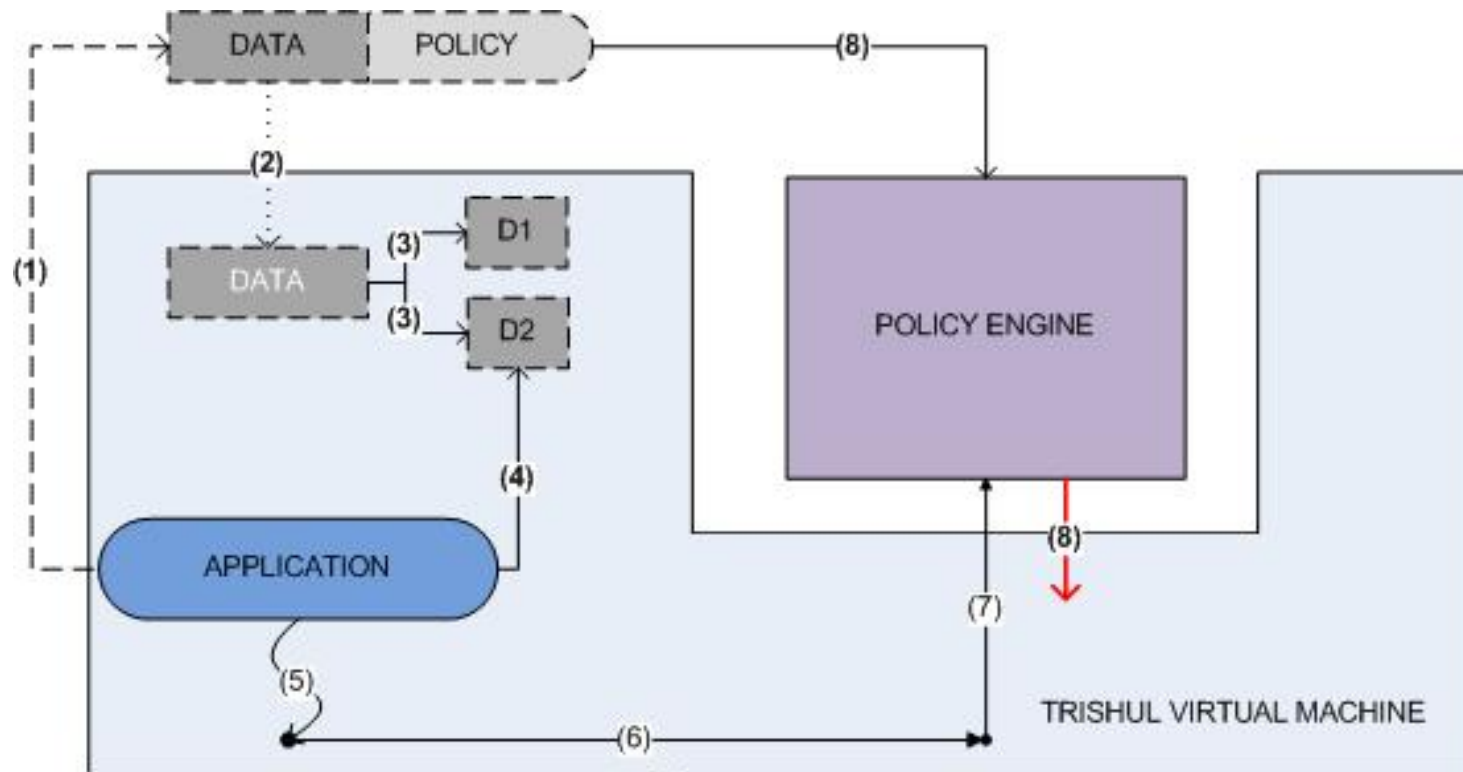 DATA POLICY (8)
(2)
D1
(3)
(1)
DATA
(3)
D2
POLICY ENGINE
(4)
(8)
APPLICATION
(7)
(5)
TRISHUL VIRTUAL MACHINE
(6)